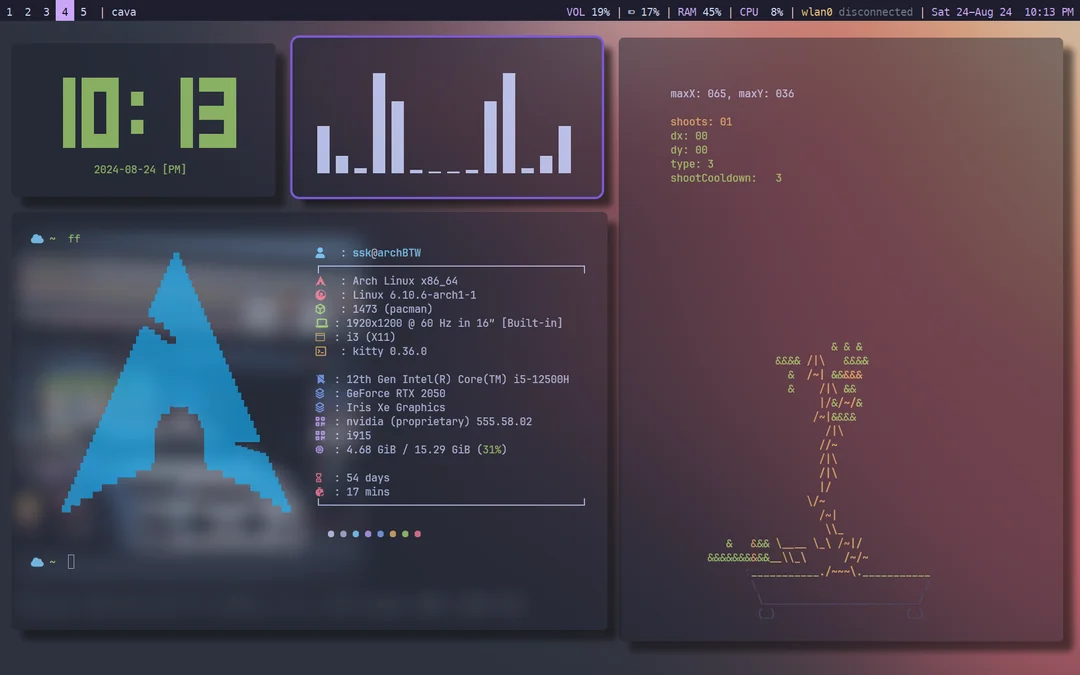 1 2 3 4 5 | cava
VOL 19% | 17% | RAM 45% | CPU 8% | wlan0 disconnected | Sat 24-Aug 24 10:13 PM
10:13
2024-08-24 [PM]
maxX: 065, maxY: 036
shoots: 01
dx: 00
dy: 00
type: 3
shootCooldown: 3
~ ff
: ssk@archBTW
: Arch Linux x86_64
: Linux 6.10.6-arch1-1
: 1473 (pacman)
: 1920x1200 @ 60 Hz in 16" [Built-in]
: i3 (X11)
: kitty 0.36.0
: 12th Gen Intel(R) Core(TM) i5-12500H
: GeForce RTX 2050
: Iris Xe Graphics
: nvidia (proprietary) 555.58.02
: i915
: 4.68 GiB / 15.29 GiB (31%)
: 54 days
: 17 mins
~
& & &
&&&& /|\ &&&&
& /~| &&&&&
& /|\ &&
|/&/~/&
/~|&&&&
/|\
//~
/|\
/|\
|/
\/~
/~|
\\_
& &&& \____ \_\ /~|/
&&&&&&&&&&__\\_\ /~/~
___________./~~~\.___________
\ /
\___________________________/
(_) (_)